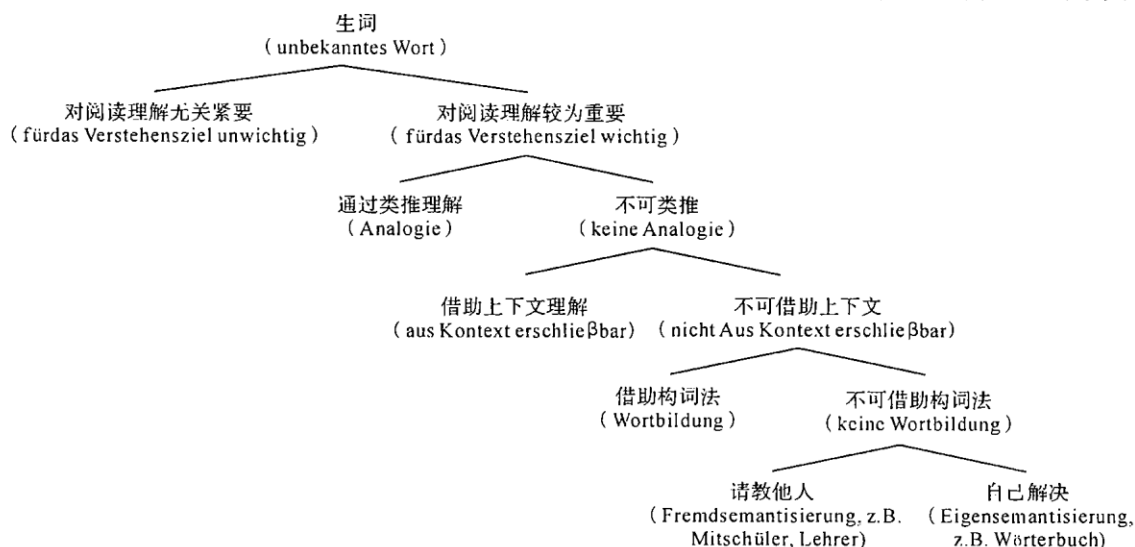 生词
(unbekanntes Wort)
对阅读理解无关紧要
(fürdas Verstehensziel unwichtig)
对阅读理解较为重要
(fürdas Verstehensziel wichtig)
通过类推理解
(Analogie)
不可类推
(keine Analogie)
借助上下文理解
(aus Kontext erschließbar)
不可借助上下文
(nicht Aus Kontext erschließbar)
借助构词法
(Wortbildung)
不可借助构词法
(keine Wortbildung)
请教他人
(Fremdsemantisierung, z.B.
Mitschüler, Lehrer)
自己解决
(Eigensemantisierung,
z.B. Wörterbuch)